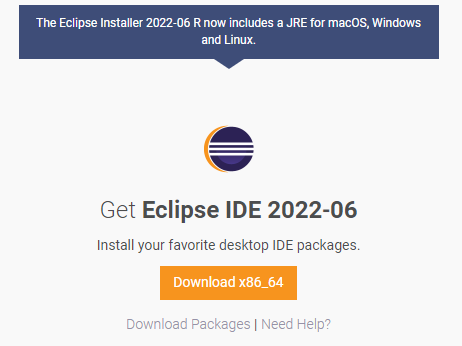 The Eclipse Installer 2022-06 R now includes a JRE for macOS, Windows
and Linux.
Get Eclipse IDE 2022-06
Install your favorite desktop IDE packages.
Download x86_64
Download Packages | Need Help?